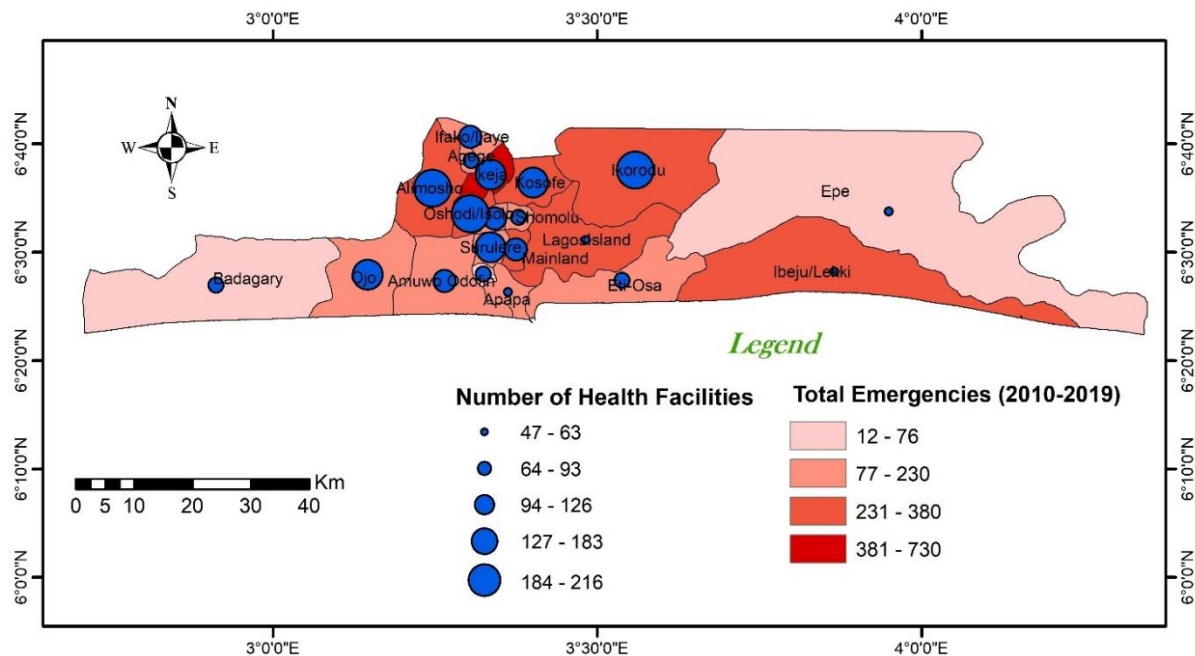 3°0'0"E 3°30'0"E 4°0'0"E
6°40'0"N 6°40'0"N
6°30'0"N 6°30'0"N
6°20'0"N 6°20'0"N
6°10'0"N 6°10'0"N
6°0'0"N 6°0'0"N
N
W E
S
Ifako/Ijaye
Agege
Ikeja
Ikorodu
Alimosho
Kosofe
Epe
Oshodi/Isolo
Shomolu
Lagos Island
Surulere
Mainland
Badagary
Ojo
Amuwo Odofin
Eti-Osa
Ibeju/Lekki
Apapa
Legend
Number of Health Facilities
47 - 63
64 - 93
94 - 126
127 - 183
184 - 216
Total Emergencies (2010-2019)
12 - 76
77 - 230
231 - 380
381 - 730
Km
0 5 10 20 30 40
3°0'0"E 3°30'0"E 4°0'0"E